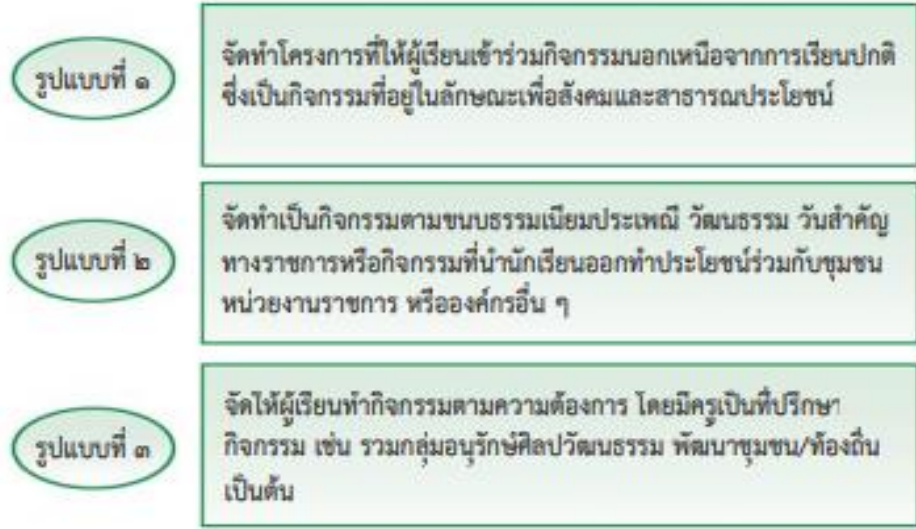 รูปแบบที่ ๑
จัดทำโครงการที่ให้ผู้เรียนเข้าร่วมกิจกรรมนอกเหนือจากการเรียนปกติ
ซึ่งเป็นกิจกรรมที่อยู่ในลักษณะเพื่อสังคมและสาธารณประโยชน์
รูปแบบที่ ๒
จัดทำเป็นกิจกรรมตามขนบธรรมเนียมประเพณี วัฒนธรรม วันสำคัญ
ทางราชการหรือกิจกรรมที่นำนักเรียนออกทำประโยชน์ร่วมกับชุมชน
หน่วยงานราชการ หรือองค์กรอื่น ๆ
รูปแบบที่ ๓
จัดให้ผู้เรียนทำกิจกรรมตามความต้องการ โดยมีครูเป็นที่ปรึกษา
กิจกรรม เช่น รวมกลุ่มอนุรักษ์ศิลปวัฒนธรรม พัฒนาชุมชน/ท้องถิ่น
เป็นต้น